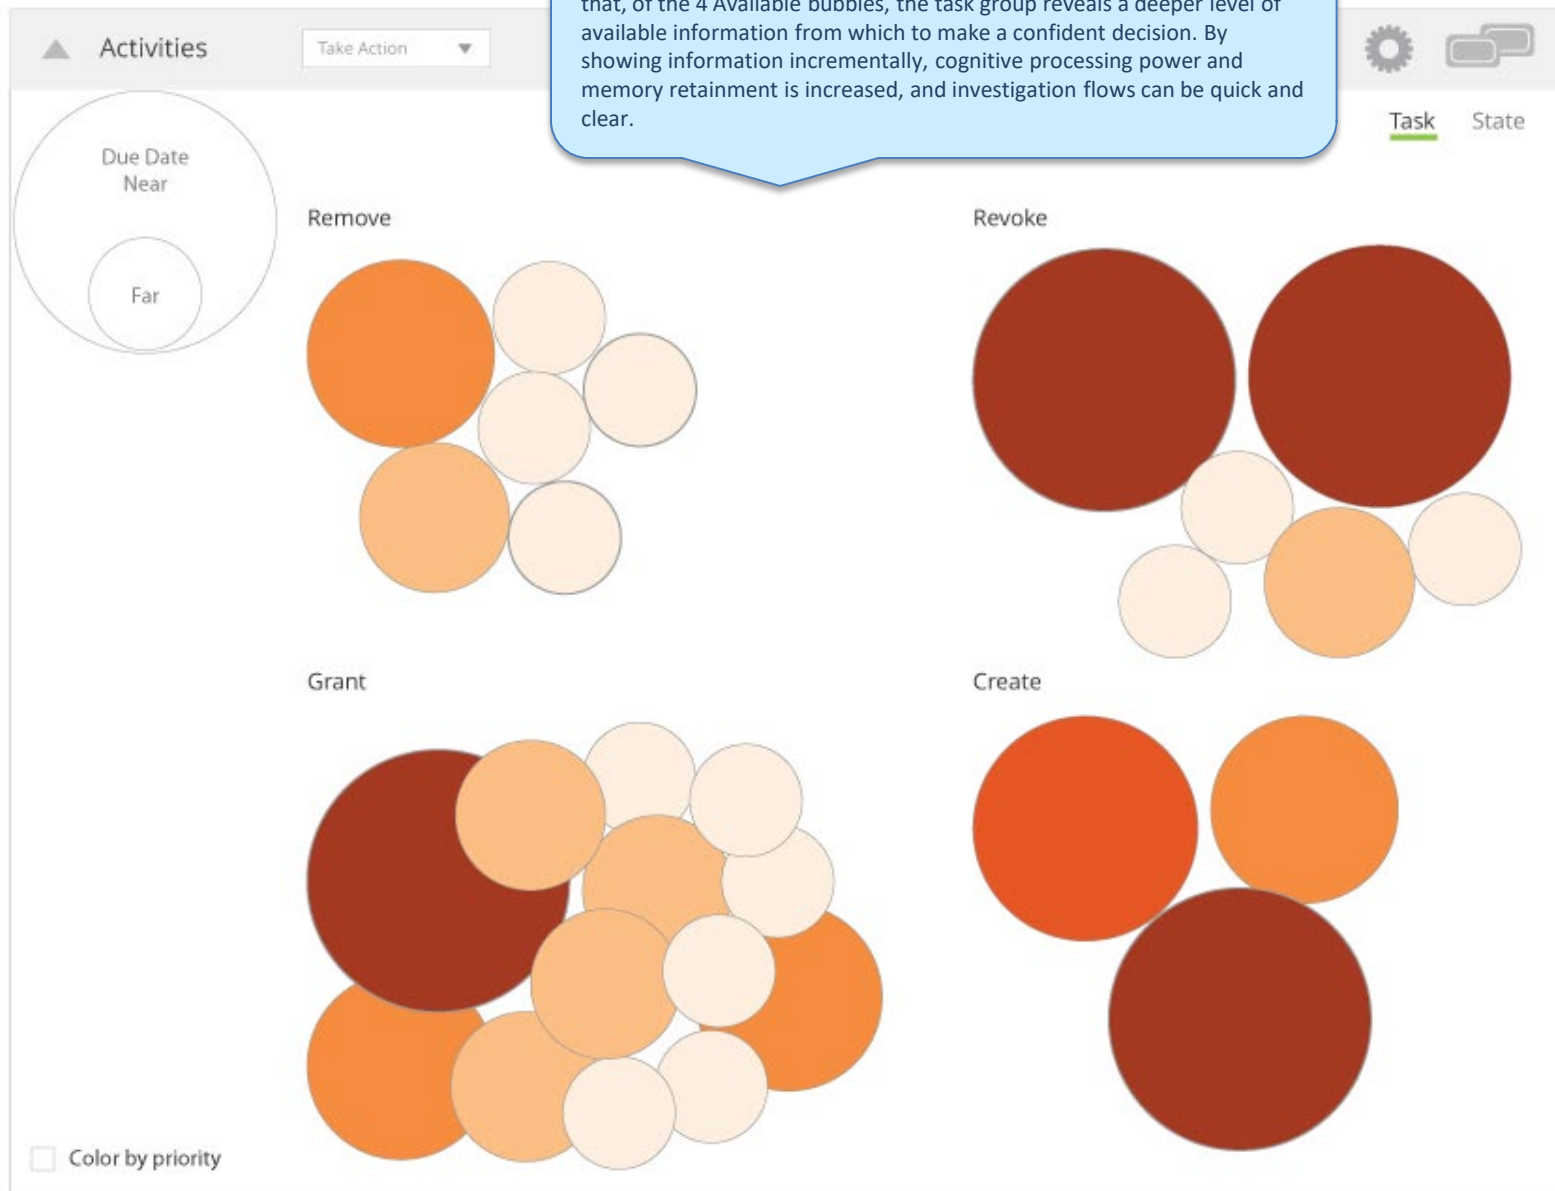 that, of the 4 Available bubbles, the task group reveals a deeper level of
available information from which to make a confident decision. By
showing information incrementally, cognitive processing power and
memory retainment is increased, and investigation flows can be quick and
clear.
Activities
Take Action
Task State
Due Date
Near
Far
Remove
Revoke
Grant
Create
Color by priority